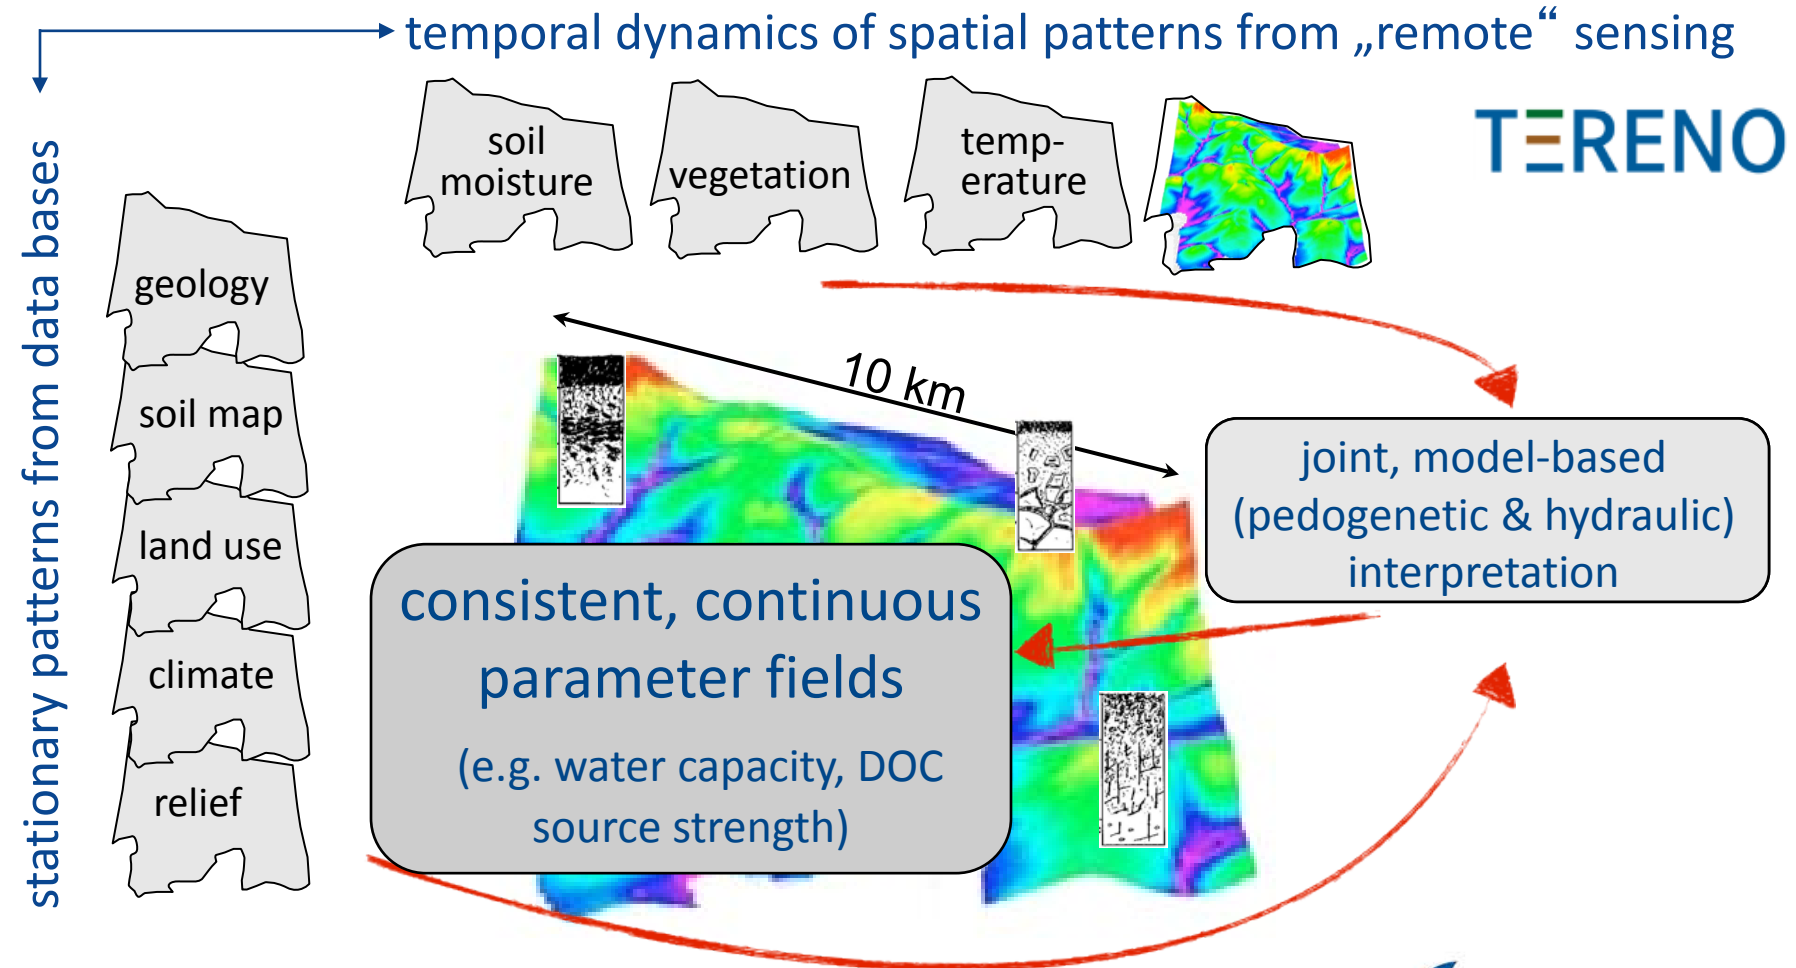 temporal dynamics of spatial patterns from „remote“ sensing
soil
moisture
vegetation
temp-
erature
TERENO
stationary patterns from data bases
geology
soil map
land use
climate
relief
10 km
joint, model-based
(pedogenetic & hydraulic)
interpretation
consistent, continuous
parameter fields
(e.g. water capacity, DOC
source strength)